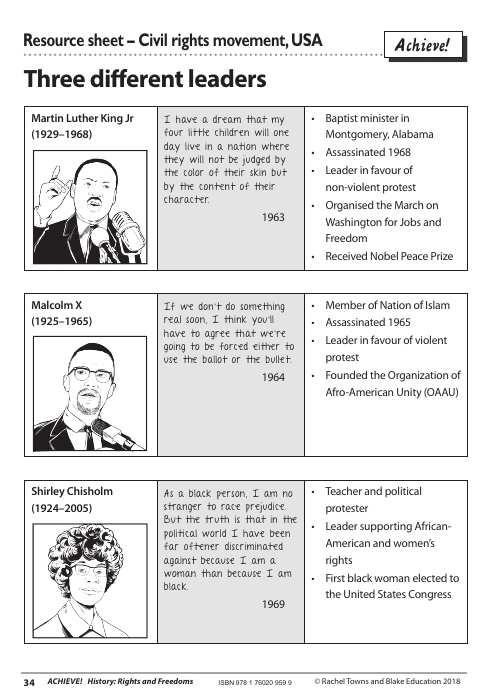 Resource sheet – Civil rights movement, USA
Achieve!
Three different leaders
Martin Luther King Jr
(1929–1968)
I have a dream that my
four little children will one
day live in a nation where
they will not be judged by
the color of their skin but
by the content of their
character.
1963
• Baptist minister in
Montgomery, Alabama
• Assassinated 1968
• Leader in favour of
non-violent protest
• Organised the March on
Washington for Jobs and
Freedom
• Received Nobel Peace Prize
Malcolm X
(1925–1965)
If we don't do something
real soon, I think you'll
have to agree that we're
going to be forced either to
use the ballot or the bullet.
1964
• Member of Nation of Islam
• Assassinated 1965
• Leader in favour of violent
protest
• Founded the Organization of
Afro-American Unity (OAAU)
Shirley Chisholm
(1924–2005)
As a black person, I am no
stranger to race prejudice.
But the truth is that in the
political world I have been
far oftener discriminated
against because I am a
woman than because I am
black.
1969
• Teacher and political
protester
• Leader supporting African-
American and women's
rights
• First black woman elected to
the United States Congress
34 ACHIEVE! History: Rights and Freedoms ISBN 978 1 76020 959 9 © Rachel Towns and Blake Education 2018